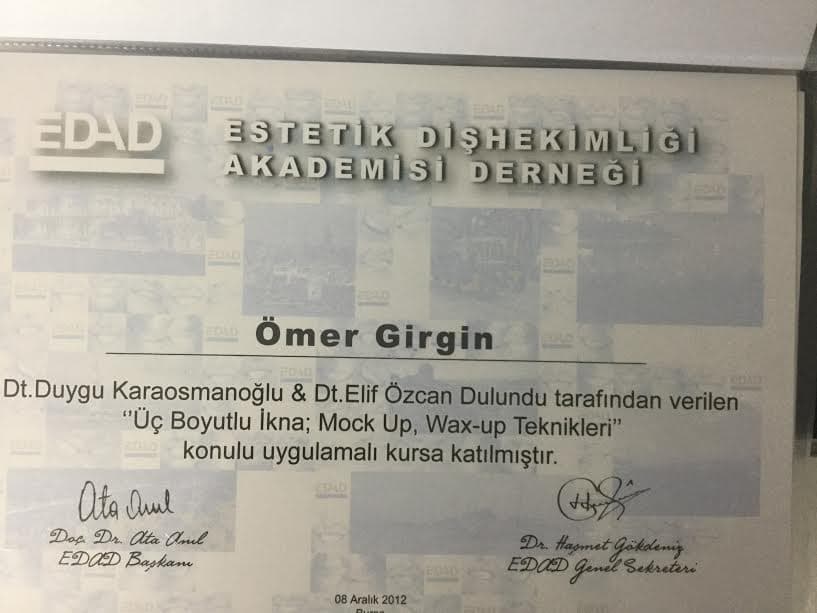 EDAD
ESTETİK DİŞHEKİMLİĞİ
AKADEMİSİ DERNEĞİ
Ömer Girgin
Dt.Duygu Karaosmanoğlu & Dt.Elif Özcan Dulundu tarafından verilen
‘‘Üç Boyutlu İkna; Mock Up, Wax-up Teknikleri’’
konulu uygulamalı kursa katılmıştır.
Ata Anıl
Doç. Dr. Ata Anıl
EDAD Başkanı
Dr. Haşmet Gökdeniz
EDAD Genel Sekreteri
08 Aralık 2012